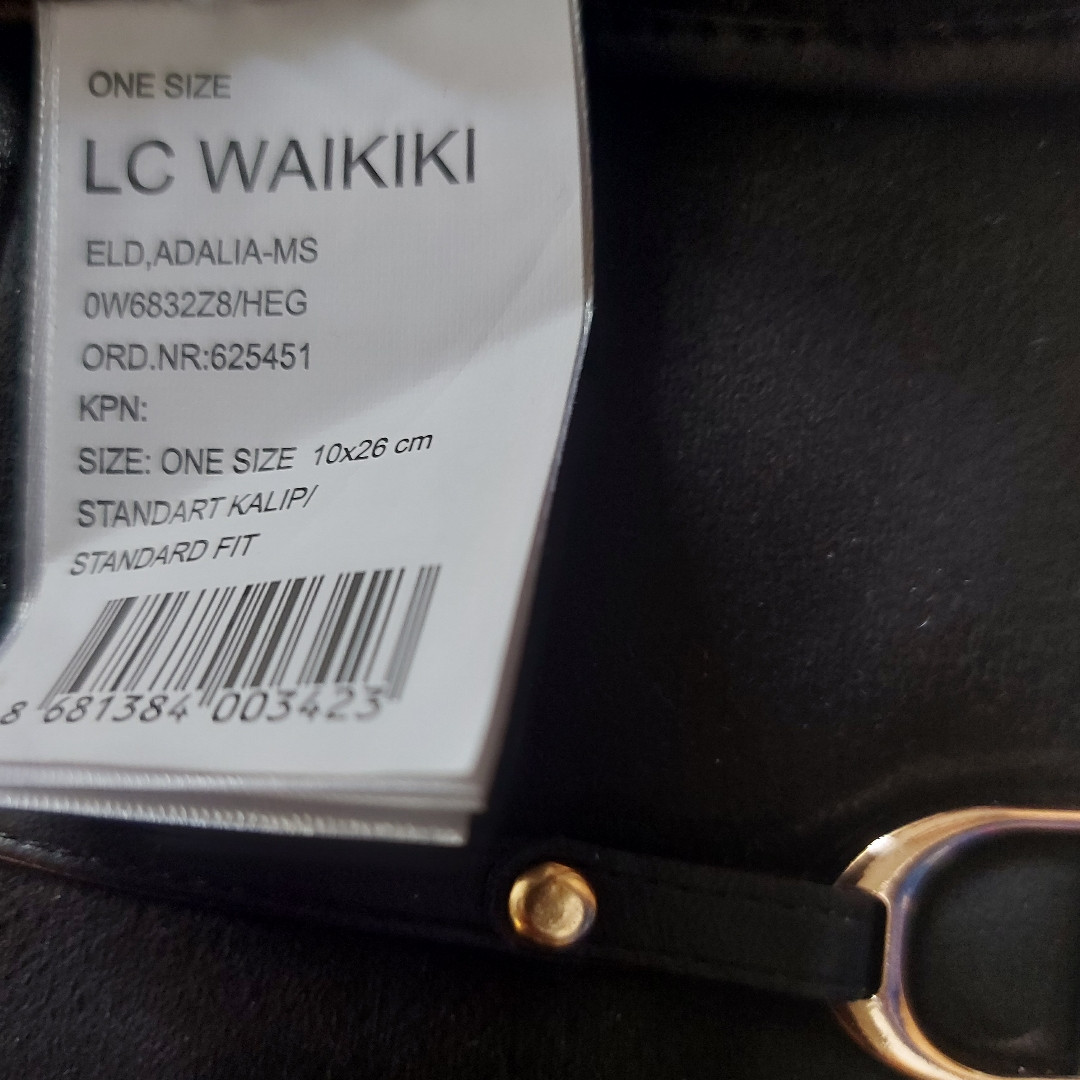 ONE SIZE
LC WAIKIKI
ELD,ADALIA-MS
0W6832Z8/HEG
ORD.NR:625451
KPN:
SIZE: ONE SIZE 10x26 cm
STANDART KALIP/
STANDARD FIT
8 681384 003423